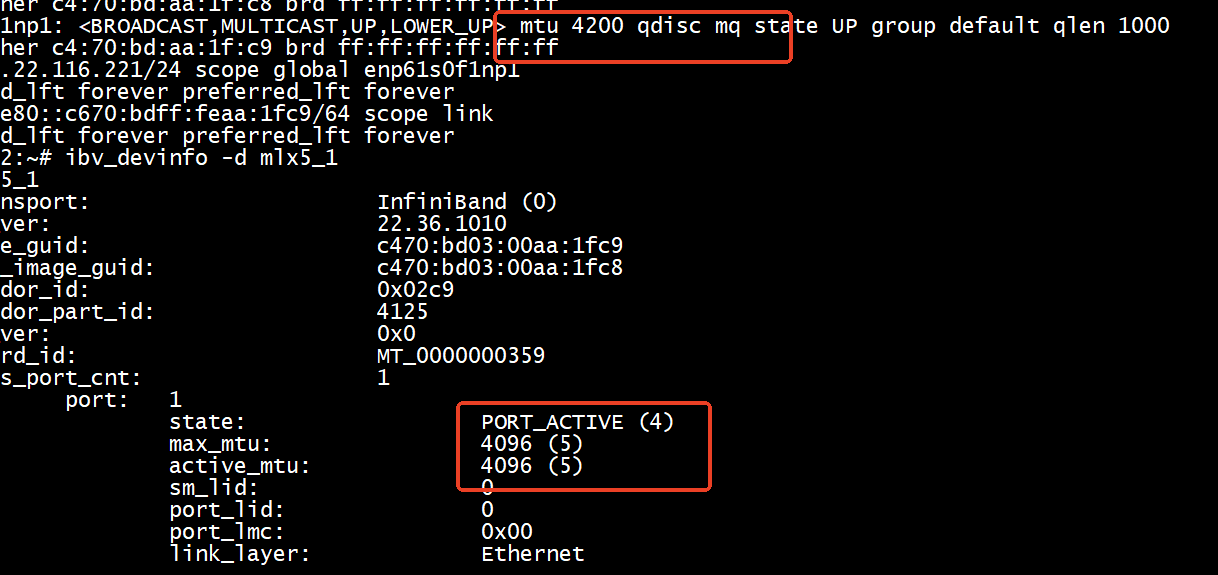 her c4:70:bd:aa:1f:c8 brd ff:ff:ff:ff:ff:ff
1np1: <BROADCAST,MULTICAST,UP,LOWER_UP> mtu 4200 qdisc mq state UP group default qlen 1000
her c4:70:bd:aa:1f:c9 brd ff:ff:ff:ff:ff:ff
.22.116.221/24 scope global enp61s0f1np1
d_lft forever preferred_lft forever
e80::c670:bdff:feaa:1fc9/64 scope link
d_lft forever preferred_lft forever
2:~# ibv_devinfo -d mlx5_1
5_1
nsport: InfiniBand (0)
ver: 22.36.1010
e_guid: c470:bd03:00aa:1fc9
_image_guid: c470:bd03:00aa:1fc8
dor_id: 0x02c9
dor_part_id: 4125
ver: 0x0
rd_id: MT_0000000359
s_port_cnt: 1
port: 1
state: PORT_ACTIVE (4)
max_mtu: 4096 (5)
active_mtu: 4096 (5)
sm_lid: 0
port_lid: 0
port_lmc: 0x00
link_layer: Ethernet